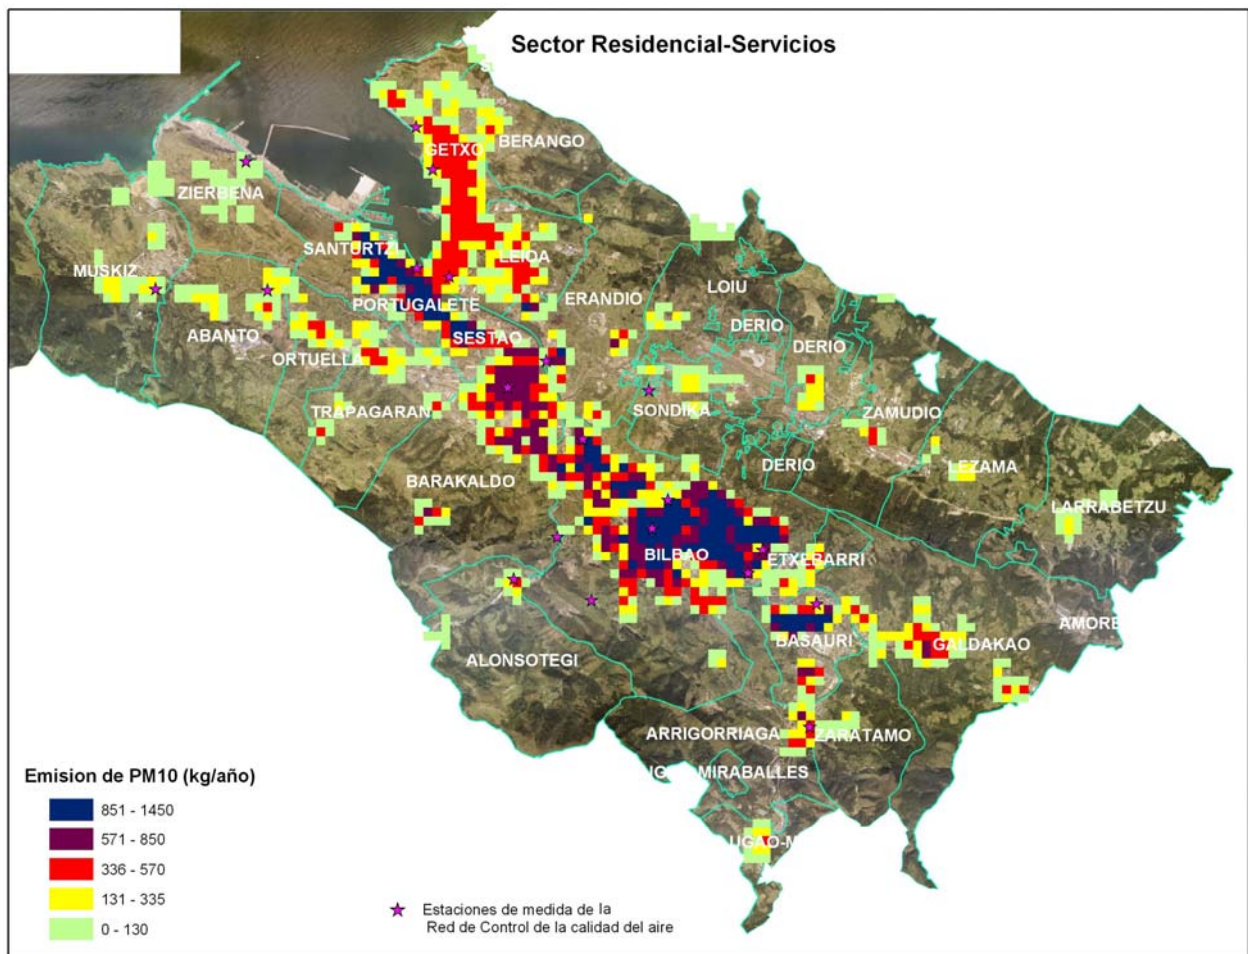 Sector Residencial-Servicios
BERANGO
GETXO
ZIERBENA
SANTURTZI
LEIOA
MUSKIZ
LOIU
ERANDIO
PORTUGALETE
DERIO
ABANTO
SESTAO
DERIO
ORTUELLA
TRAPAGARAN
SONDIKA
ZAMUDIO
DERIO
LEZAMA
BARAKALDO
LARRABETZU
BILBAO
ETXEBARRI
AMORE
BASAURI
GALDAKAO
ALONSOTEGI
ARRIGORRIAGA
ZARATAMO
MIRABALLES
UGAO-M
Emision de PM10 (kg/año)
851 - 1450
571 - 850
336 - 570
131 - 335
0 - 130
Estaciones de medida de la
Red de Control de la calidad del aire